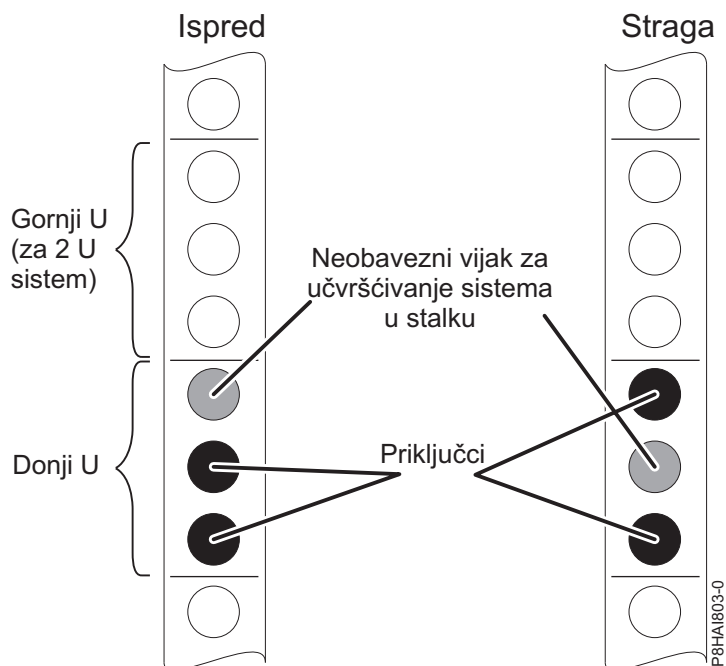 Ispred
Straga
Gornji U
(za 2 U
sistem)
Neobavezni vijak za
učvršćivanje sistema
u stalku
Donji U
Priključci
P8HAI803-0